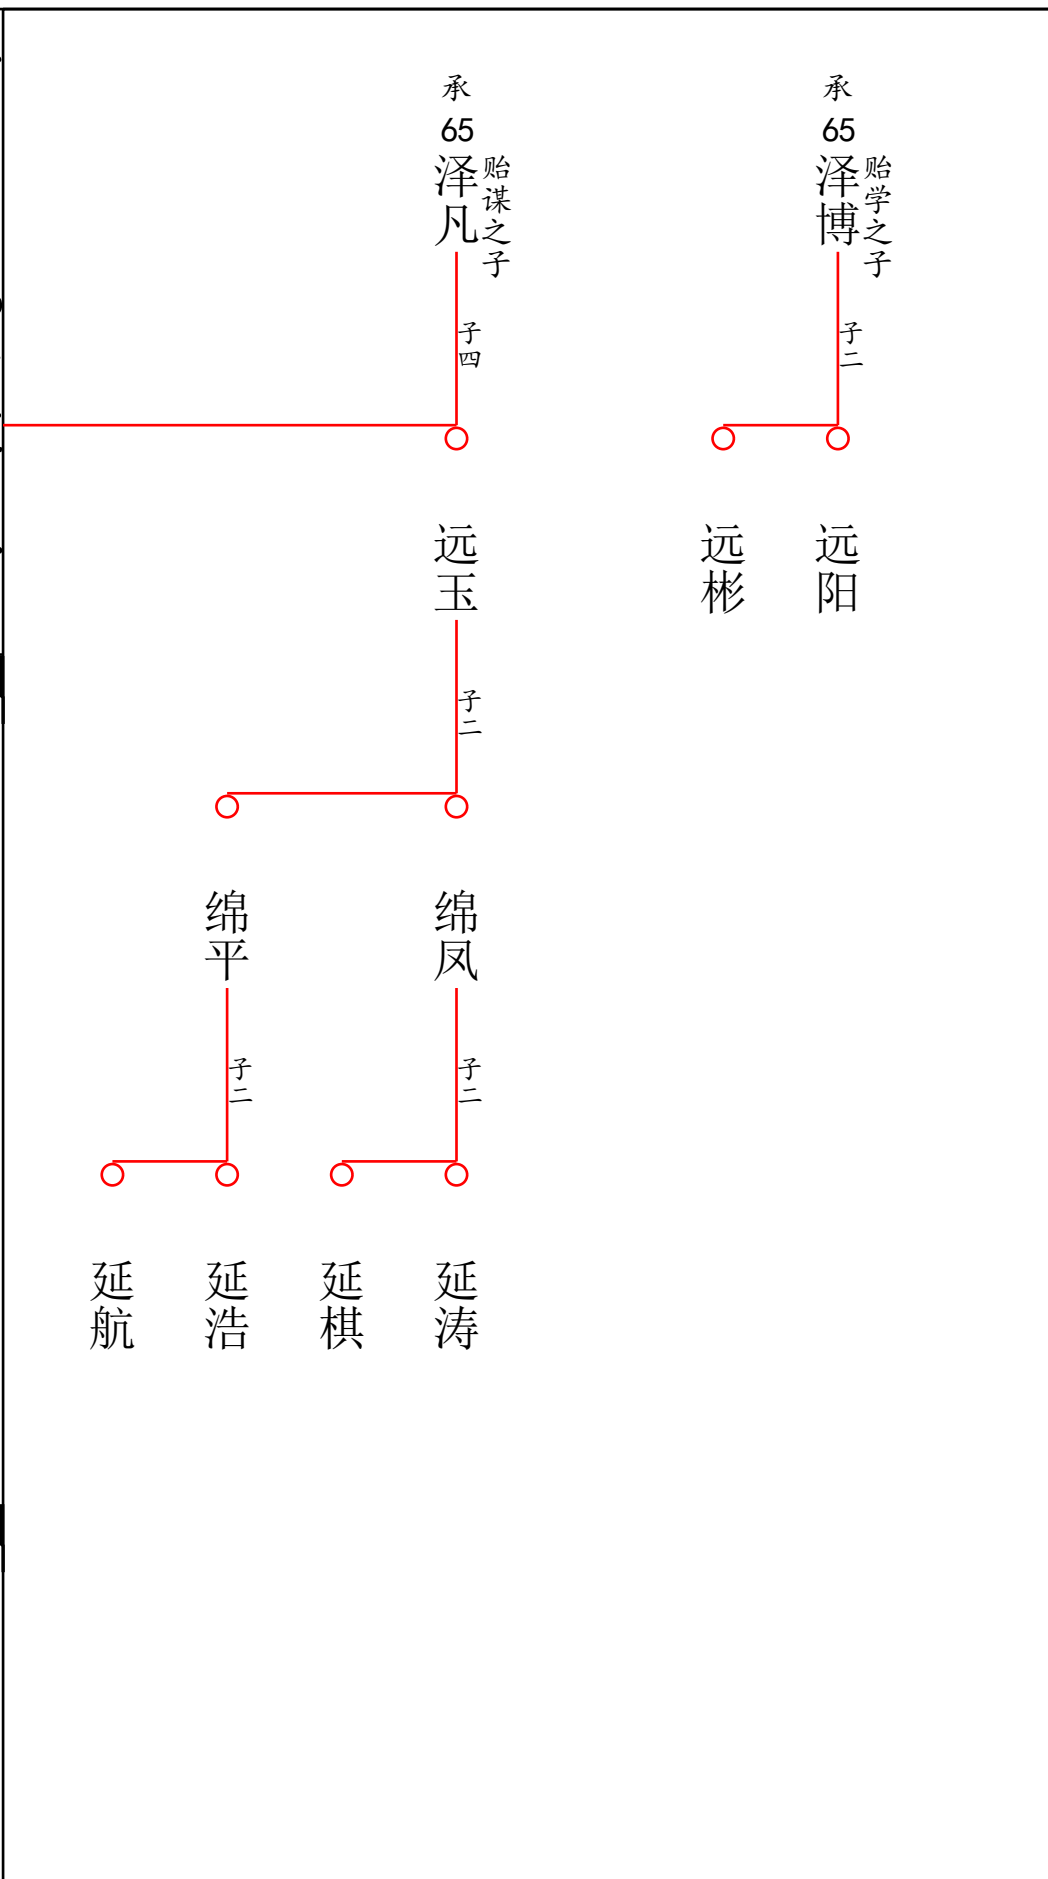 承
65
泽博
贻学之子
子二
远阳
远彬
承
65
泽凡
贻谋之子
子四
远玉
子二
绵凤
子二
延涛
延棋
绵平
子二
延浩
延航